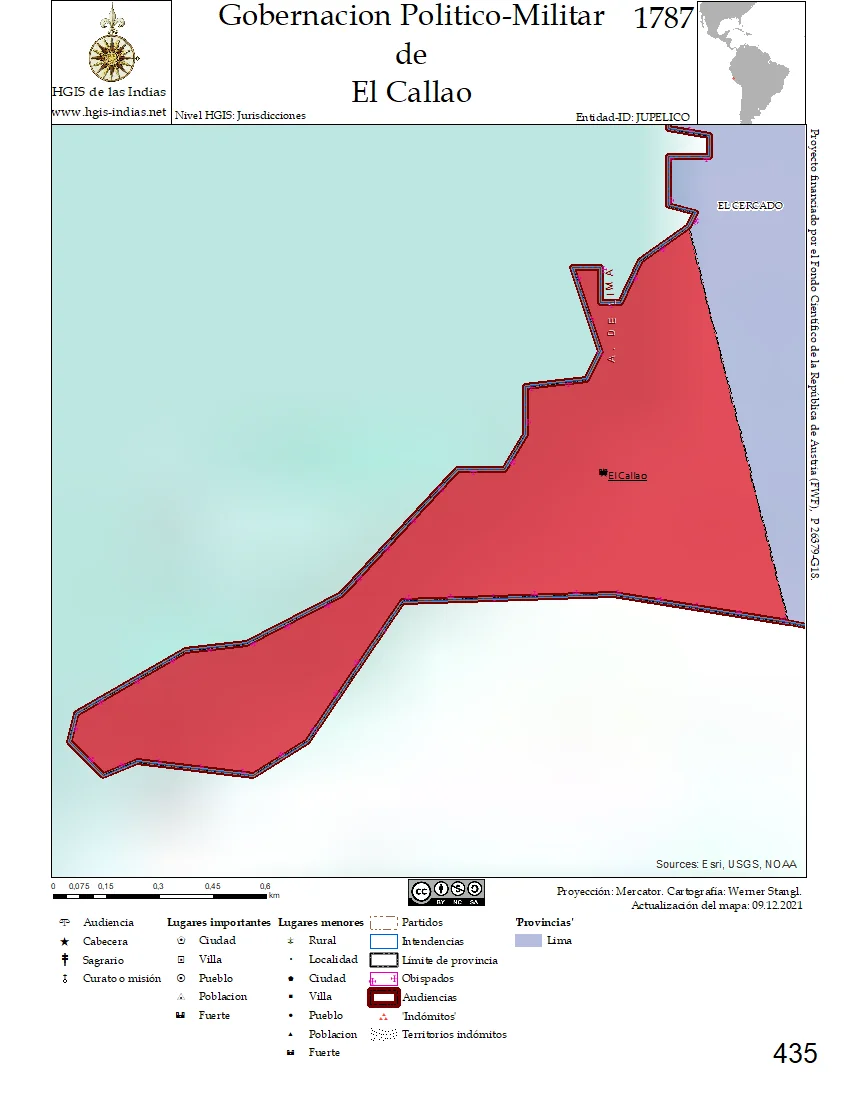 Gobernacion Politico-Militar
de
El Callao
1787
HGIS de las Indias
www.hgis-indias.net
Nivel HGIS: Jurisdicciones
Entidad-ID: JUPELICO
Proyecto financiado por el Fondo Científico de la República de Austria (FWF), P 26379-G18.
EL CERCADO
A. DE LIMA
El Callao
Sources: Esri, USGS, NOAA
0 0,075 0,15 0,3 0,45 0,6
km
CC BY NC SA
Proyección: Mercator. Cartografía: Werner Stangl.
Actualización del mapa: 09.12.2021
Audiencia
Cabecera
Sagrario
Curato o misión
Lugares importantes
Ciudad
Villa
Pueblo
Poblacion
Fuerte
Lugares menores
Rural
Localidad
Ciudad
Villa
Pueblo
Poblacion
Fuerte
Partidos
Intendencias
Límite de provincia
Obispados
Audiencias
'Indómitos'
Territorios indómitos
'Provincias'
Lima
435